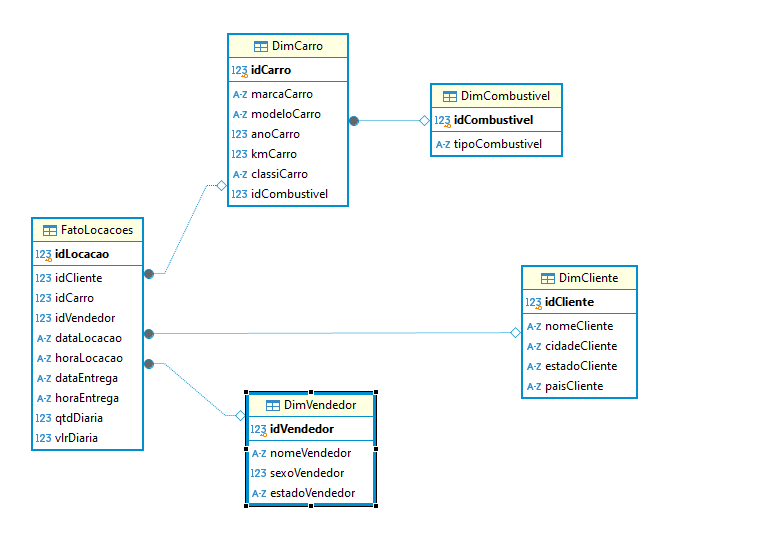 DimCarro
123 idCarro
A-Z marcaCarro
A-Z modeloCarro
123 anoCarro
123 kmCarro
A-Z classiCarro
123 idCombustivel
DimCombustivel
123 idCombustivel
A-Z tipoCombustivel
FatoLocacoes
123 idLocacao
123 idCliente
123 idCarro
123 idVendedor
A-Z dataLocacao
A-Z horaLocacao
A-Z dataEntrega
A-Z horaEntrega
123 qtdDiaria
123 vlrDiaria
DimCliente
123 idCliente
A-Z nomeCliente
A-Z cidadeCliente
A-Z estadoCliente
A-Z paisCliente
DimVendedor
123 idVendedor
A-Z nomeVendedor
123 sexoVendedor
A-Z estadoVendedor